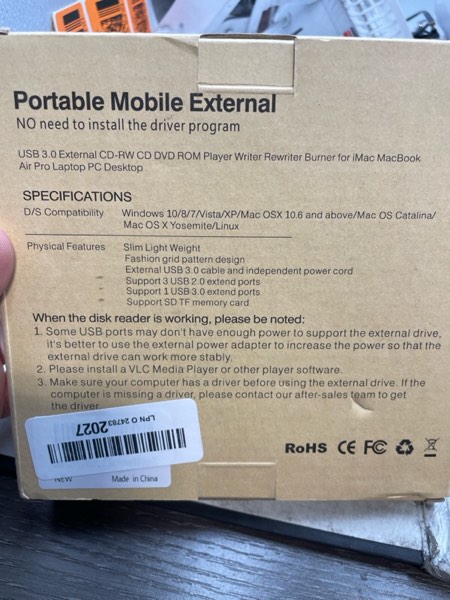 Portable Mobile External
NO need to install the driver program
USB 3.0 External CD-RW CD DVD ROM Player Writer Rewriter Burner for iMac MacBook
Air Pro Laptop PC Desktop
SPECIFICATIONS
D/S Compatibility Windows 10/8/7/Vista/XP/Mac OSX 10.6 and above/Mac OS Catalina/
Mac OS X Yosemite/Linux
Physical Features Slim Light Weight
Fashion grid pattern design
External USB 3.0 cable and independent power cord
Support 3 USB 2.0 extend ports
Support 1 USB 3.0 extend ports
Support SD TF memory card
When the disk reader is working, please be noted:
1. Some USB ports may don't have enough power to support the external drive,
it's better to use the external power adapter to increase the power so that the
external drive can work more stably.
2. Please install a VLC Media Player or other player software.
3. Make sure your computer has a driver before using the external drive. If the
computer is missing a driver, please contact our after-sales team to get
the driver.
LPN O 24783
2027
Made in China
RoHS CE FC